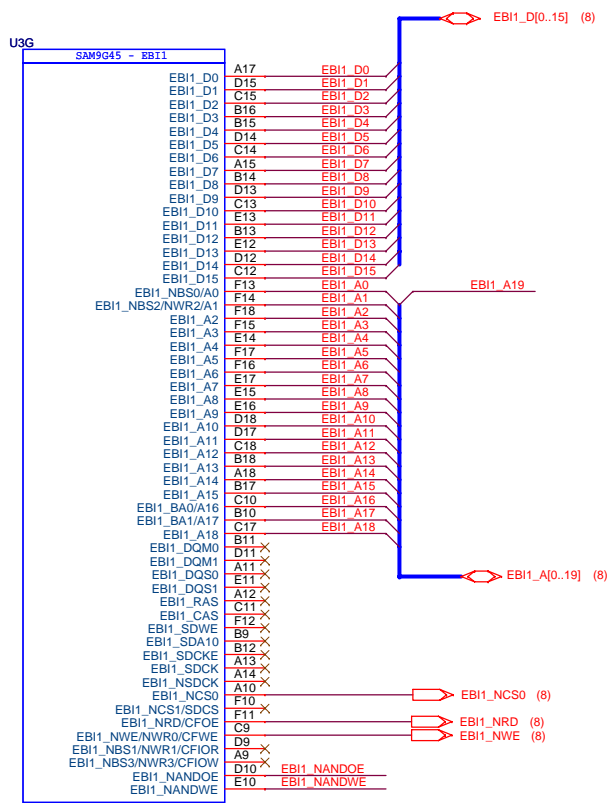 EBI1_D[0..15] (8)
U3G
SAM9G45 - EBI1
EBI1_D0 A17 EBI1_D0
EBI1_D1 D15 EBI1_D1
EBI1_D2 C15 EBI1_D2
EBI1_D3 B16 EBI1_D3
EBI1_D4 B15 EBI1_D4
EBI1_D5 D14 EBI1_D5
EBI1_D6 C14 EBI1_D6
EBI1_D7 A15 EBI1_D7
EBI1_D8 B14 EBI1_D8
EBI1_D9 D13 EBI1_D9
EBI1_D10 C13 EBI1_D10
EBI1_D11 E13 EBI1_D11
EBI1_D12 B13 EBI1_D12
EBI1_D13 E12 EBI1_D13
EBI1_D14 D12 EBI1_D14
EBI1_D15 C12 EBI1_D15
EBI1_NBS0/A0 F13 EBI1_A0 EBI1_A19
EBI1_NBS2/NWR2/A1 F14 EBI1_A1
EBI1_A2 F18 EBI1_A2
EBI1_A3 F15 EBI1_A3
EBI1_A4 E14 EBI1_A4
EBI1_A5 F17 EBI1_A5
EBI1_A6 F16 EBI1_A6
EBI1_A7 E17 EBI1_A7
EBI1_A8 E15 EBI1_A8
EBI1_A9 E16 EBI1_A9
EBI1_A10 D18 EBI1_A10
EBI1_A11 D17 EBI1_A11
EBI1_A12 C18 EBI1_A12
EBI1_A13 B18 EBI1_A13
EBI1_A14 A18 EBI1_A14
EBI1_A15 B17 EBI1_A15
EBI1_BA0/A16 C10 EBI1_A16
EBI1_BA1/A17 B10 EBI1_A17
EBI1_A18 C17 EBI1_A18
EBI1_DQM0 B11
EBI1_DQM1 D11
EBI1_DQS0 A11 EBI1_A[0..19] (8)
EBI1_DQS1 E11
EBI1_RAS A12
EBI1_CAS C11
EBI1_SDWE F12
EBI1_SDA10 B9
EBI1_SDCKE B12
EBI1_SDCK A13
EBI1_NSDCK A14
EBI1_NCS0 A10 EBI1_NCS0 (8)
EBI1_NCS1/SDCS F10
EBI1_NRD/CFOE F11 EBI1_NRD (8)
EBI1_NWE/NWR0/CFWE C9 EBI1_NWE (8)
EBI1_NBS1/NWR1/CFIOR D9
EBI1_NBS3/NWR3/CFIOW A9
EBI1_NANDOE D10 EBI1_NANDOE
EBI1_NANDWE E10 EBI1_NANDWE